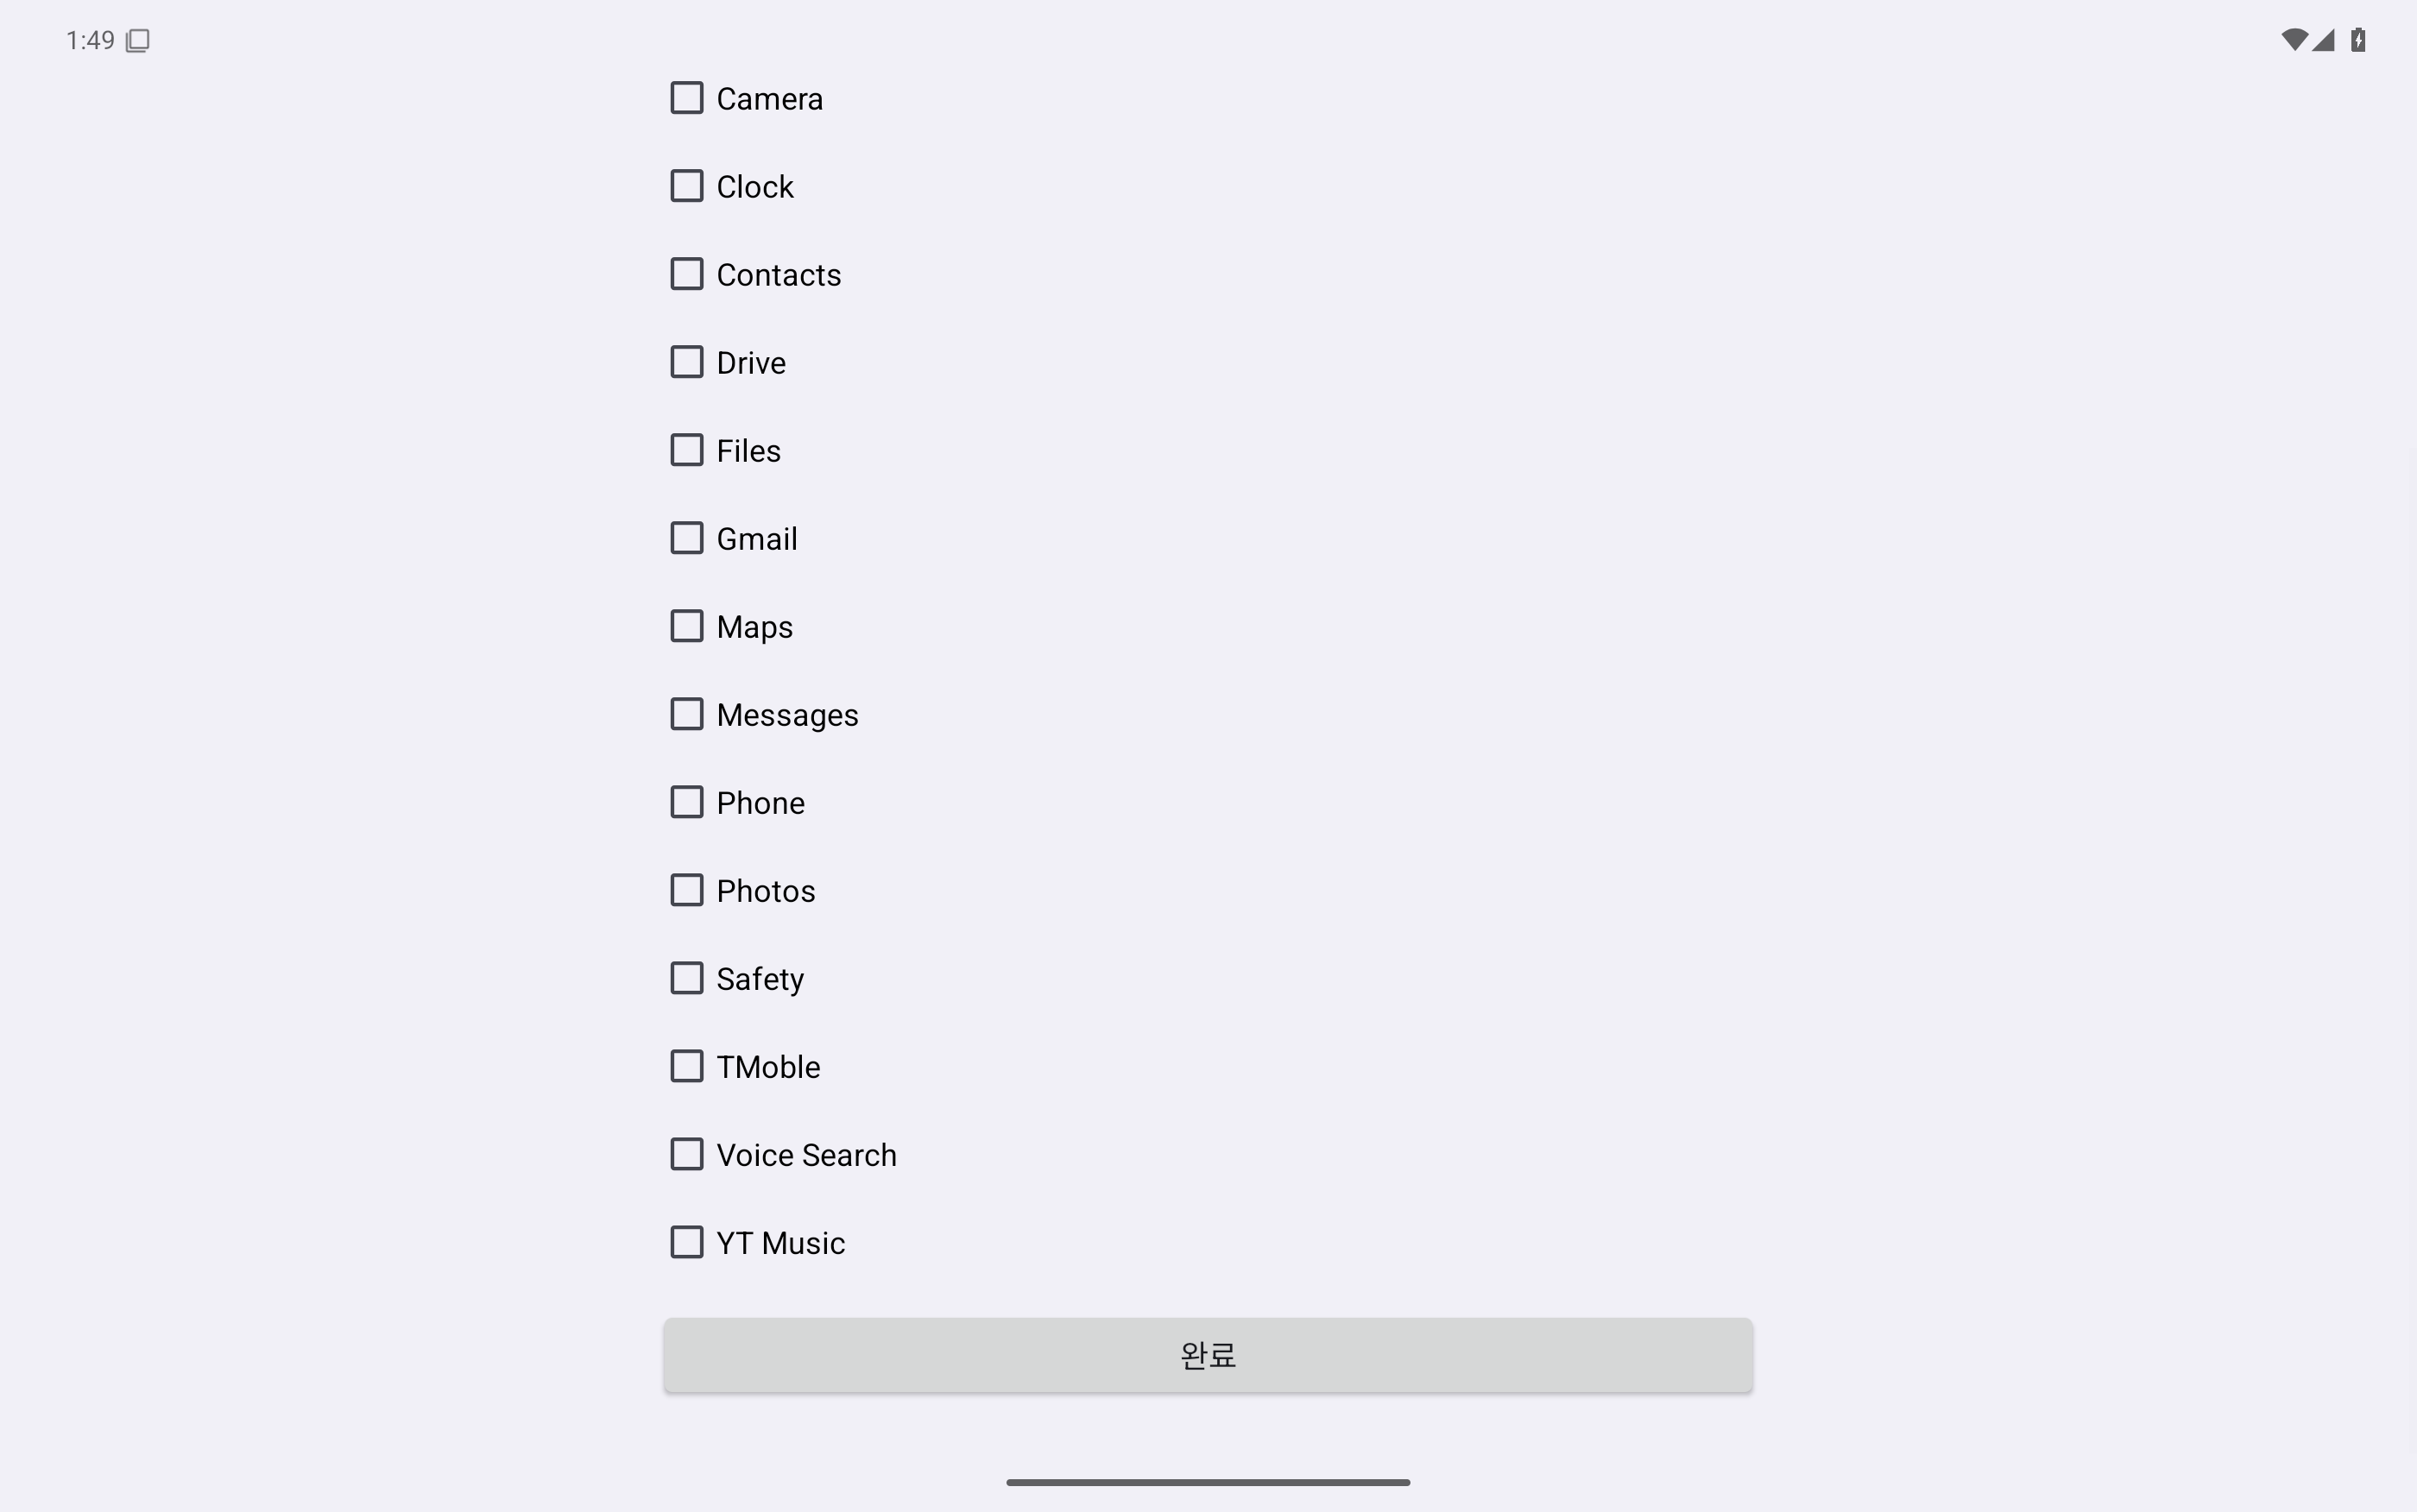 1:49
Camera
Clock
Contacts
Drive
Files
Gmail
Maps
Messages
Phone
Photos
Safety
TMoble
Voice Search
YT Music
완료